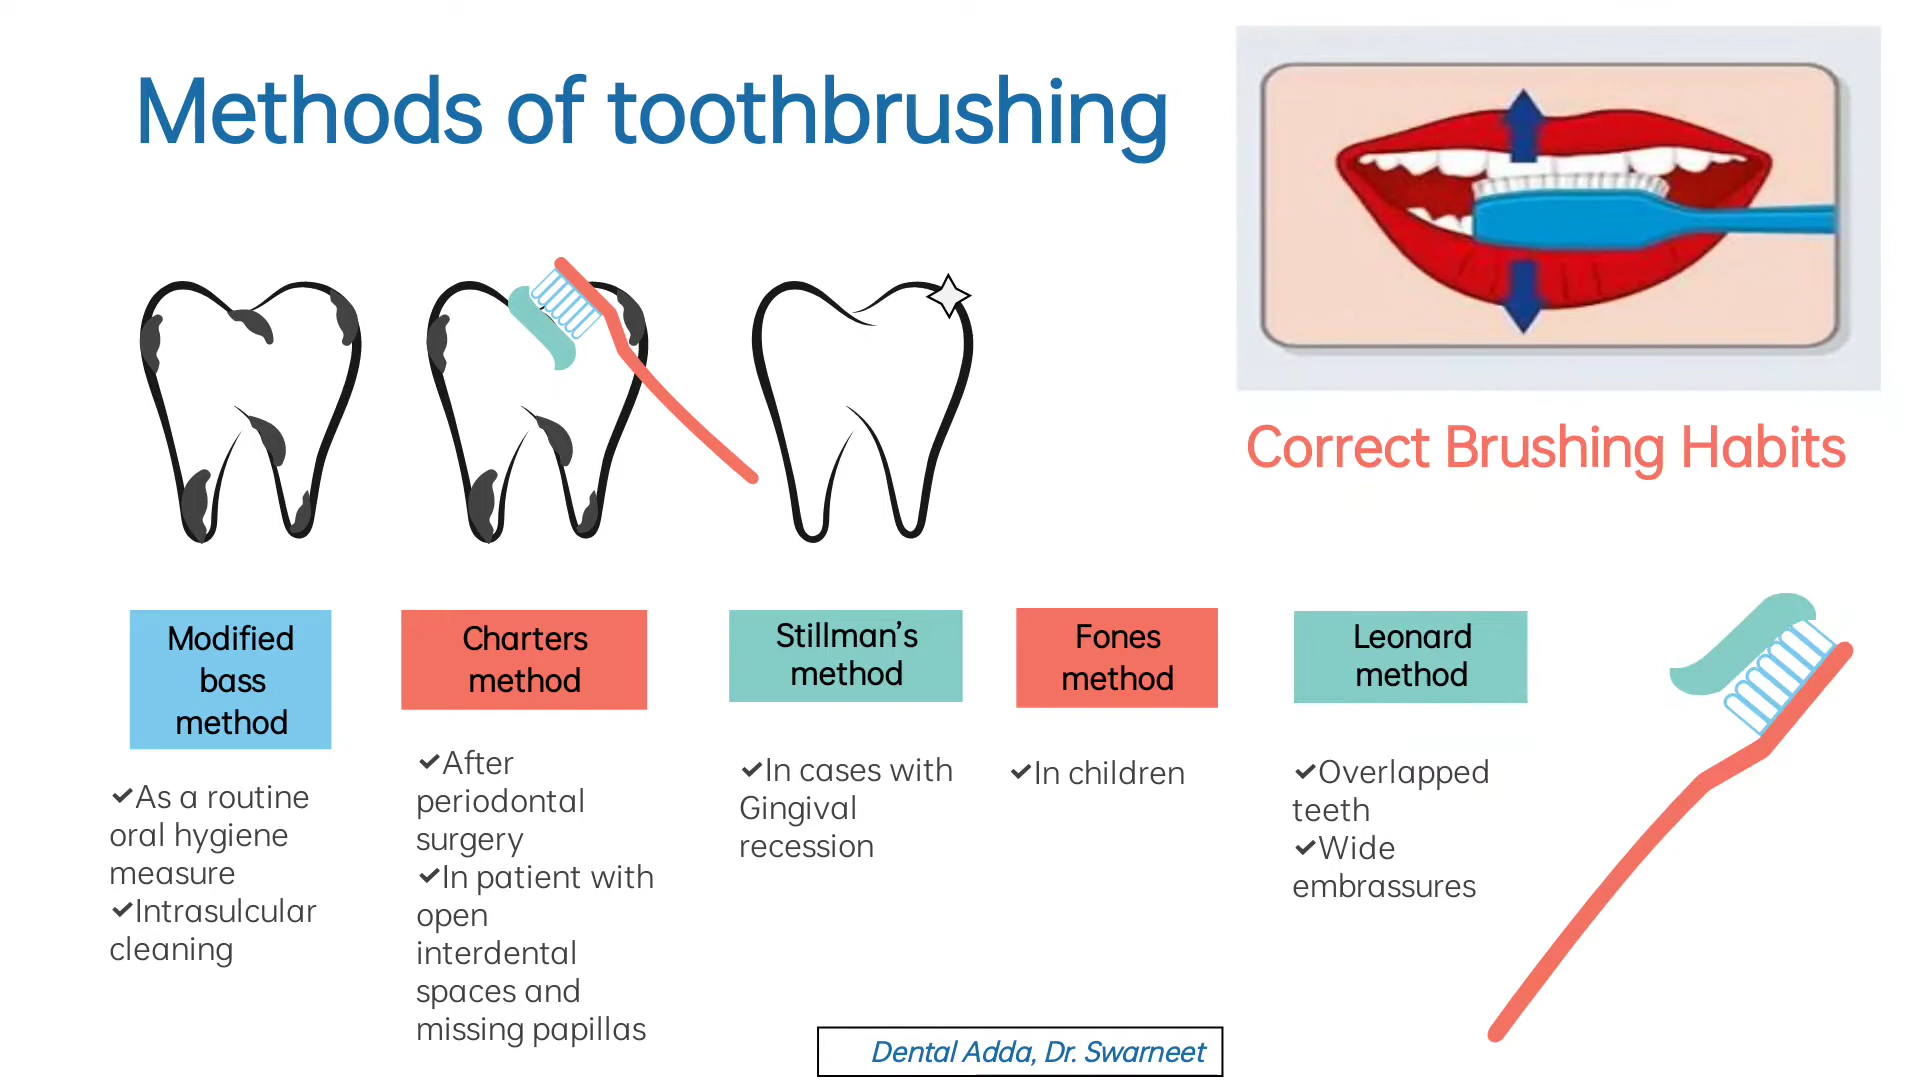 Methods of toothbrushing
Correct Brushing Habits
Modified
bass
method
✓As a routine
oral hygiene
measure
✓Intrasulcular
cleaning
Charters
method
✓After
periodontal
surgery
✓In patient with
open
interdental
spaces and
missing papillas
Stillman's
method
✓In cases with
Gingival
recession
Fones
method
✓In children
Leonard
method
✓Overlapped
teeth
✓Wide
embrassures
Dental Adda, Dr. Swarneet